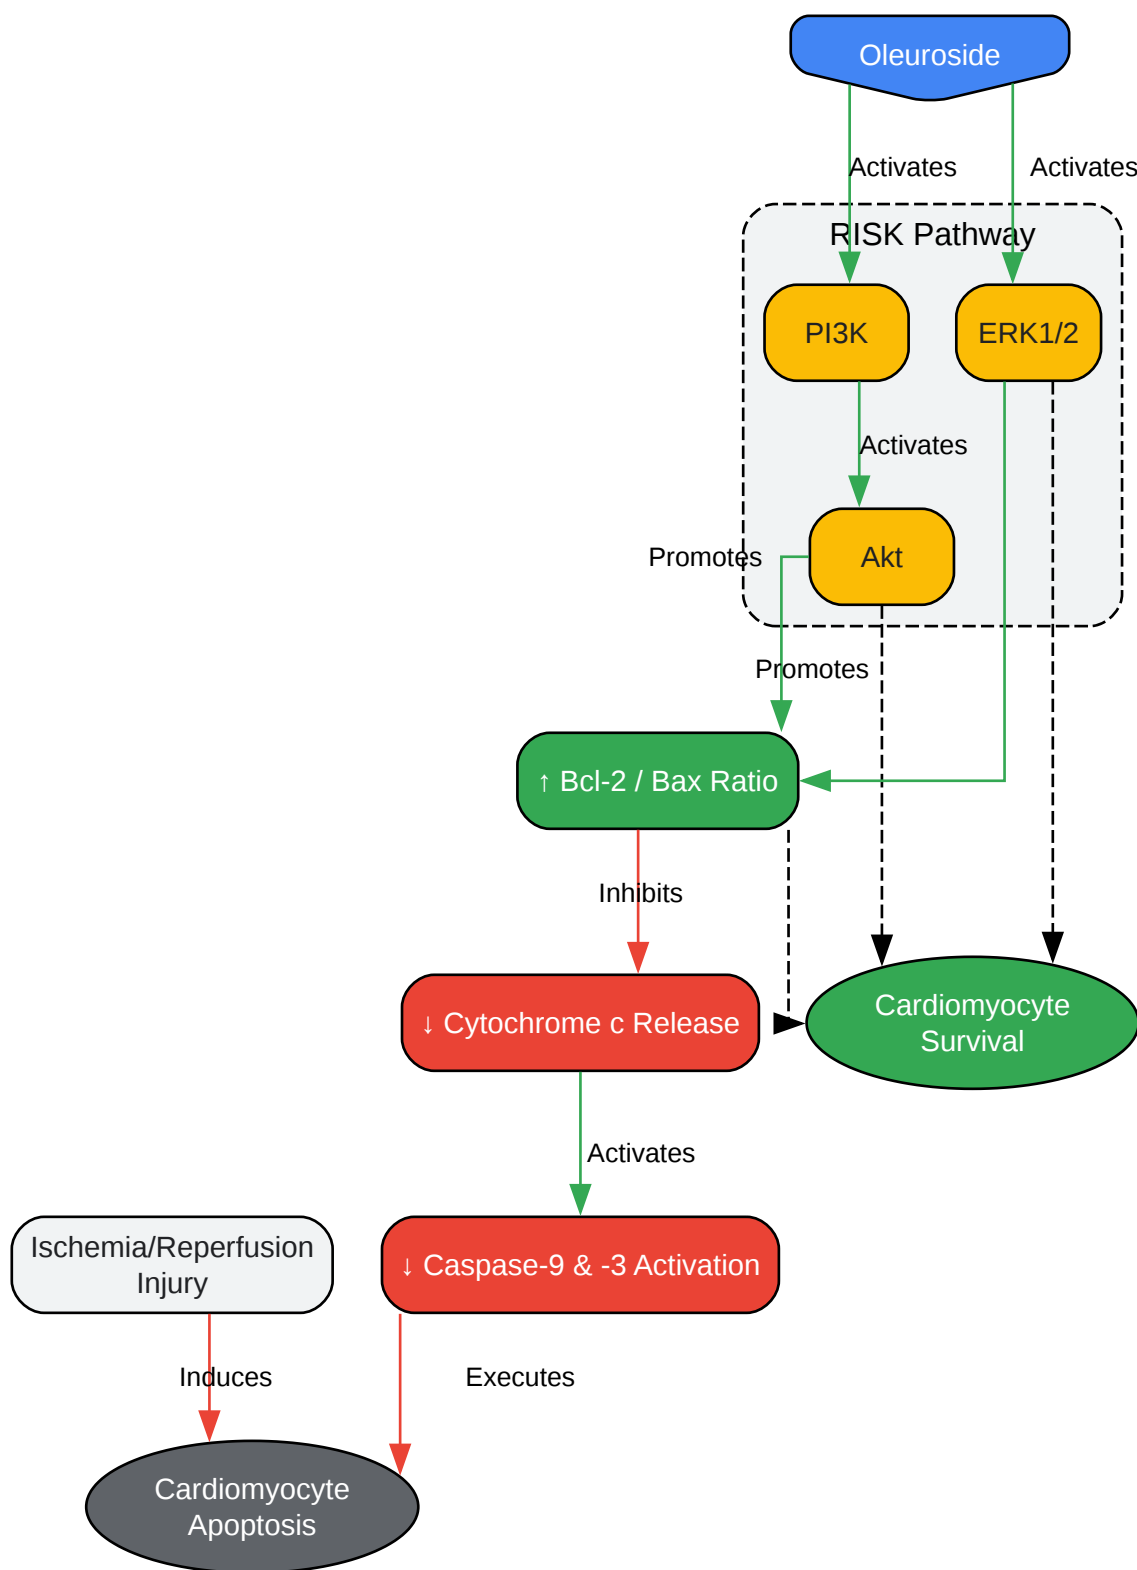 Oleuroside
Activates
Activates
RISK Pathway
PI3K
ERK1/2
Activates
Promotes
Akt
Promotes
↑ Bcl-2 / Bax Ratio
Inhibits
↓ Cytochrome c Release
Cardiomyocyte
Survival
Activates
Ischemia/Reperfusion
Injury
↓ Caspase-9 & -3 Activation
Induces
Executes
Cardiomyocyte
Apoptosis